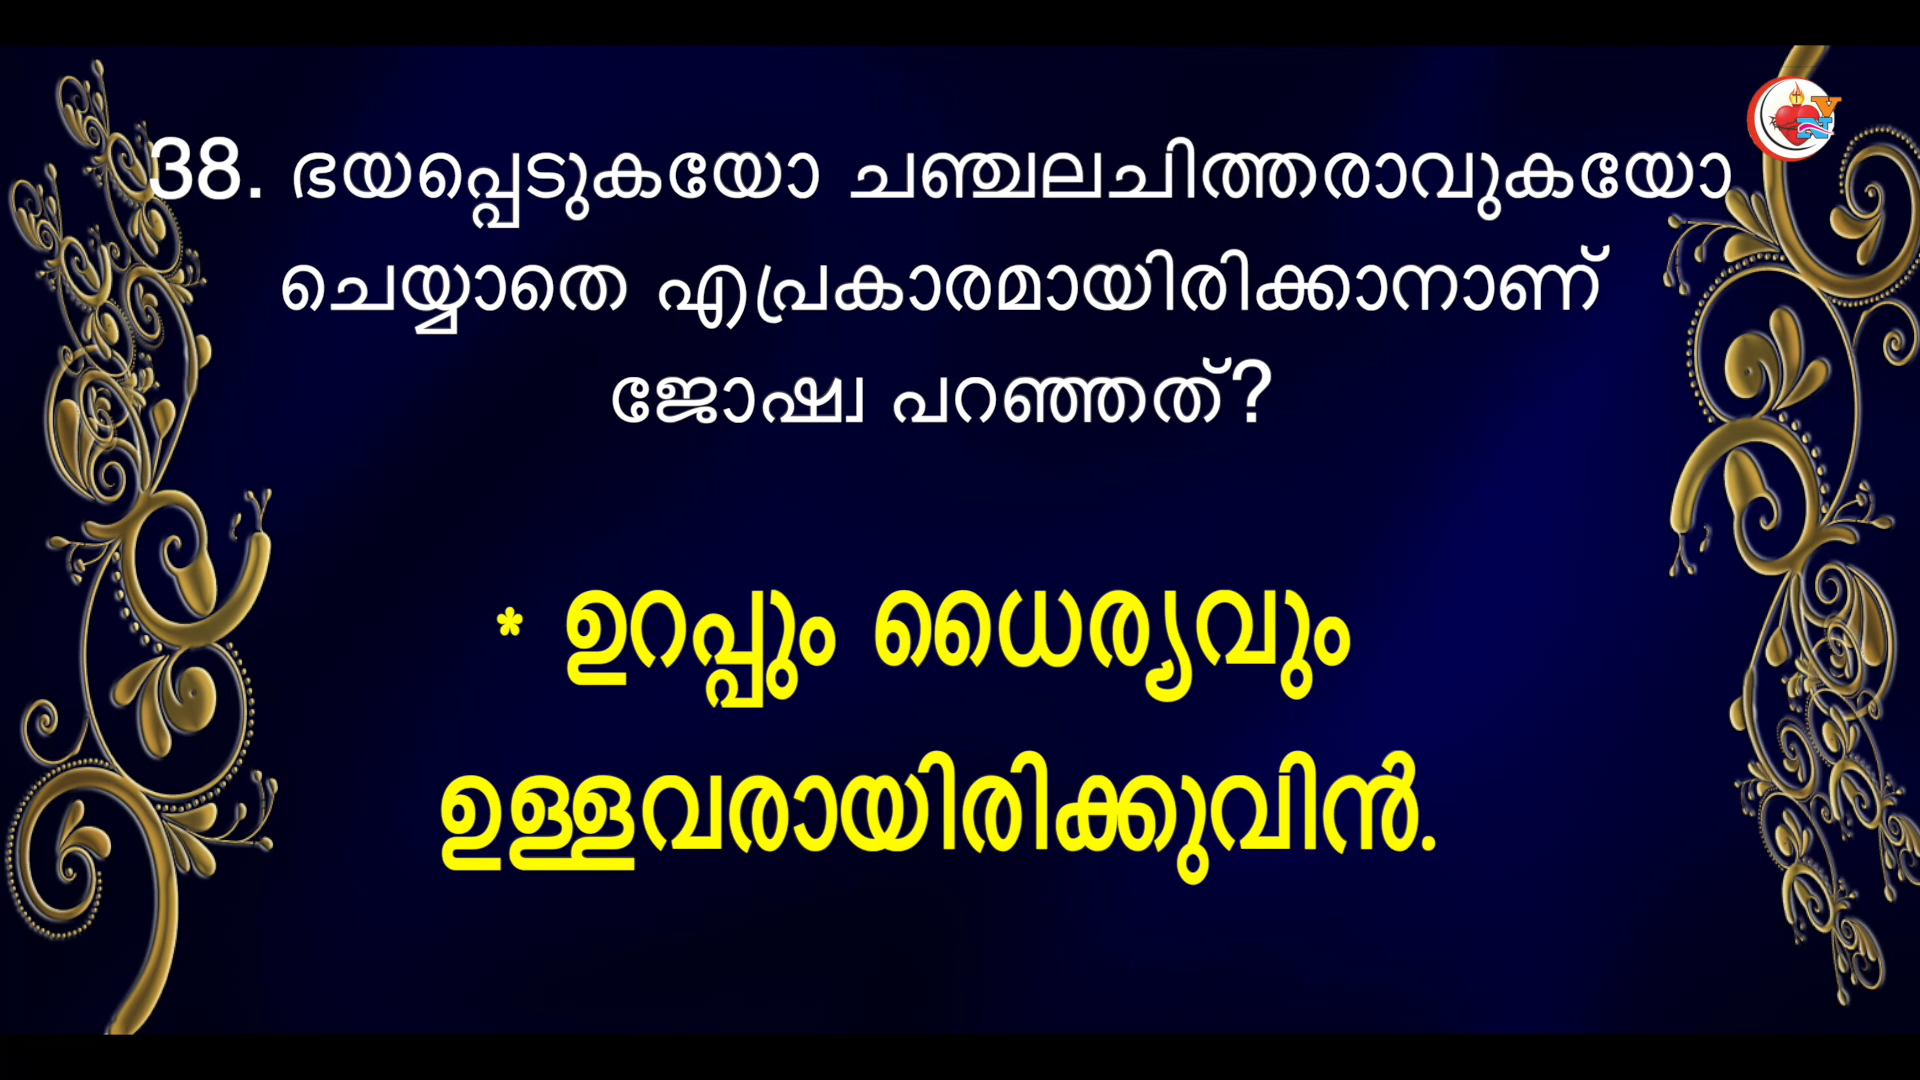 38. ഭയപ്പെടുകയോ ചഞ്ചലചിത്തരാവുകയോ
ചെയ്യാതെ എപ്രകാരമായിരിക്കാനാണ്
ജോഷ്വ പറഞ്ഞത്?
* ഉറപ്പും ധൈര്യവും
ഉള്ളവരായിരിക്കുവിൻ.